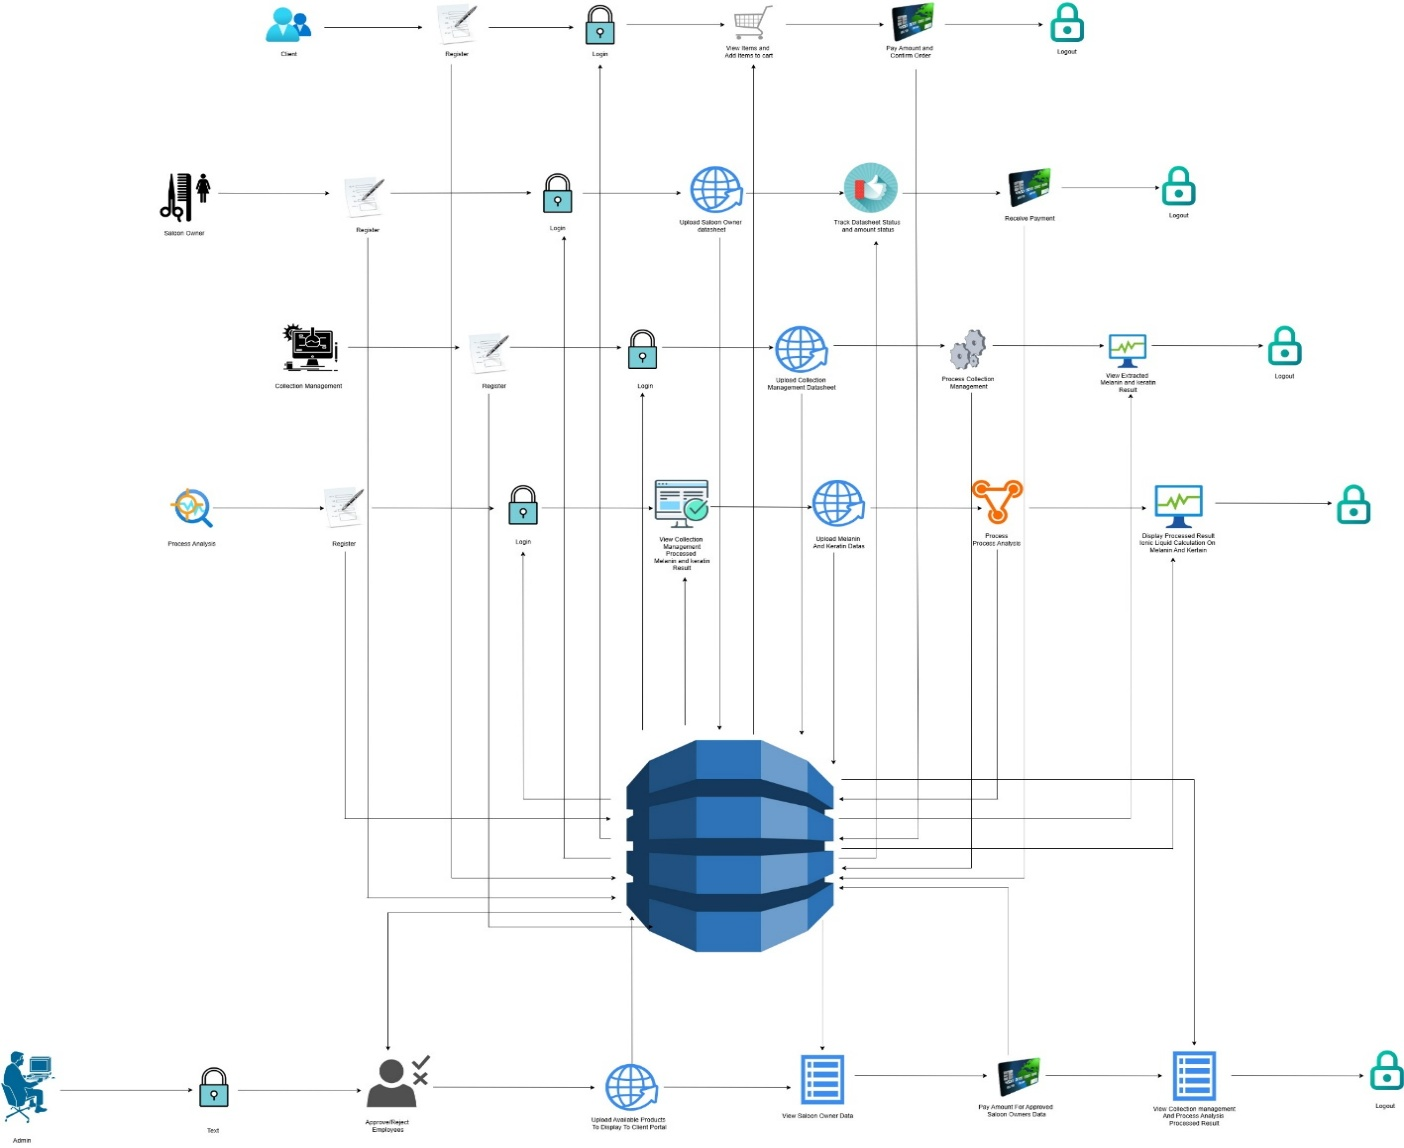 Client
Register
Login
View Items and
Add items to cart
Pay Amount and
Confirm Order
Logout
Saloon Owner
Register
Login
Upload Saloon Owner
datasheet
Track Datasheet Status
and amount status
Receive Payment
Logout
Collection Management
Register
Login
Upload Collection
Management Datasheet
Process Collection
Management
View Extracted
Melanin and keratin
Result
Logout
Process Analysis
Register
Login
View Collection
Management
Processed
Melanin and keratin
Result
Upload Melanin
And Keratin Datas
Process
Process Analysis
Display Processed Result
Ionic Liquid Calculation On
Melanin And Kertain
Admin
Text
Approve/Reject
Employees
Upload Available Products
To Display To Client Portal
View Saloon Owner Data
Pay Amount For Approved
Saloon Owners Data
View Collection management
And Process Analysis
Processed Result
Logout